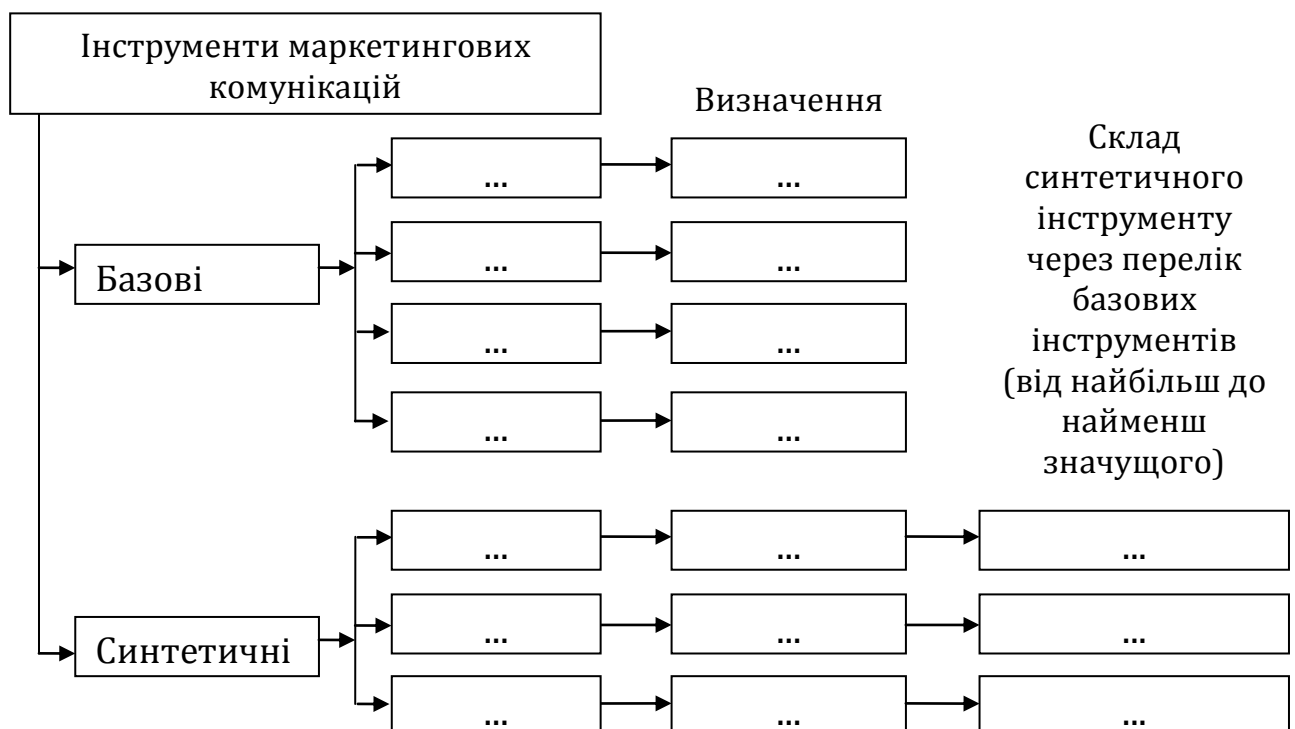 Інструменти маркетингових
комунікацій
Визначення
Склад
синтетичного
інструменту
через перелік
базових
інструментів
(від найбільш до
найменш
значущого)
... ...
... ...
Базові
... ...
... ...
... ... ...
... ... ...
Синтетичні
... ... ...